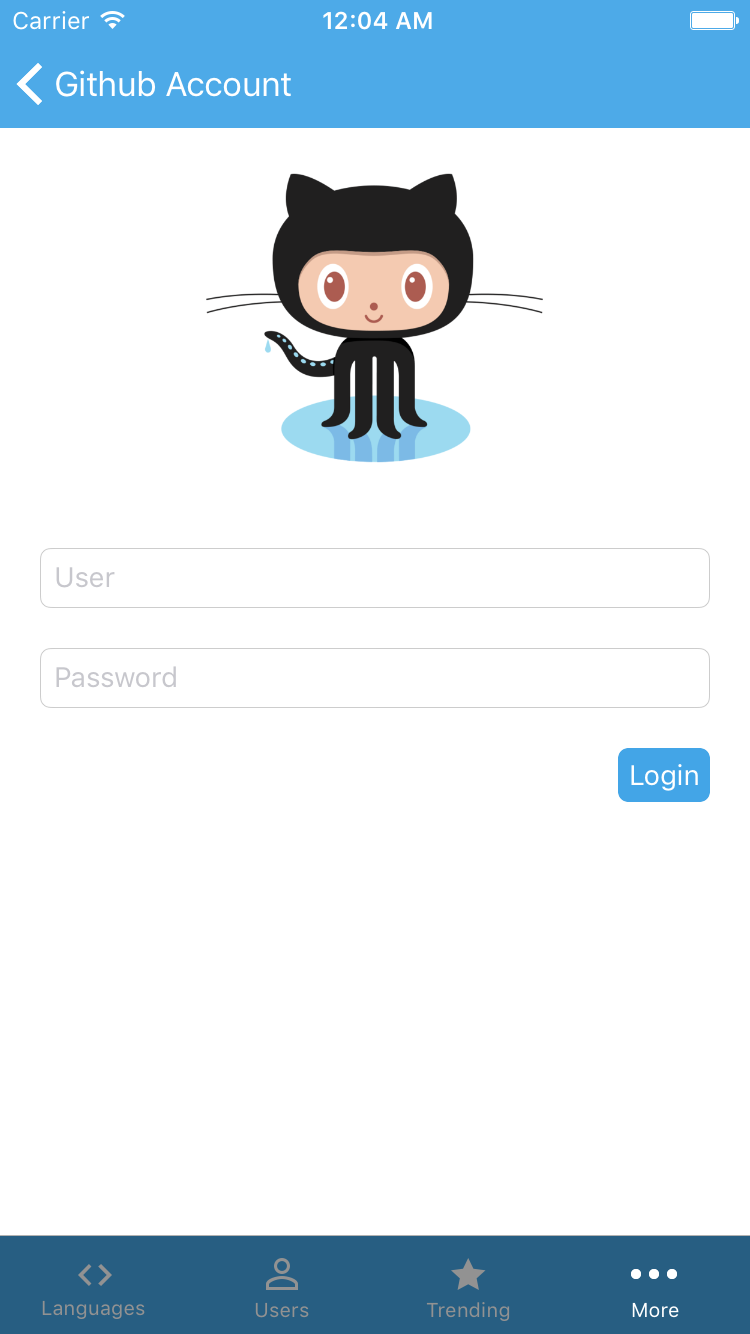 Carrier 12:04 AM
Github Account
User
Password
Login
Languages Users Trending More